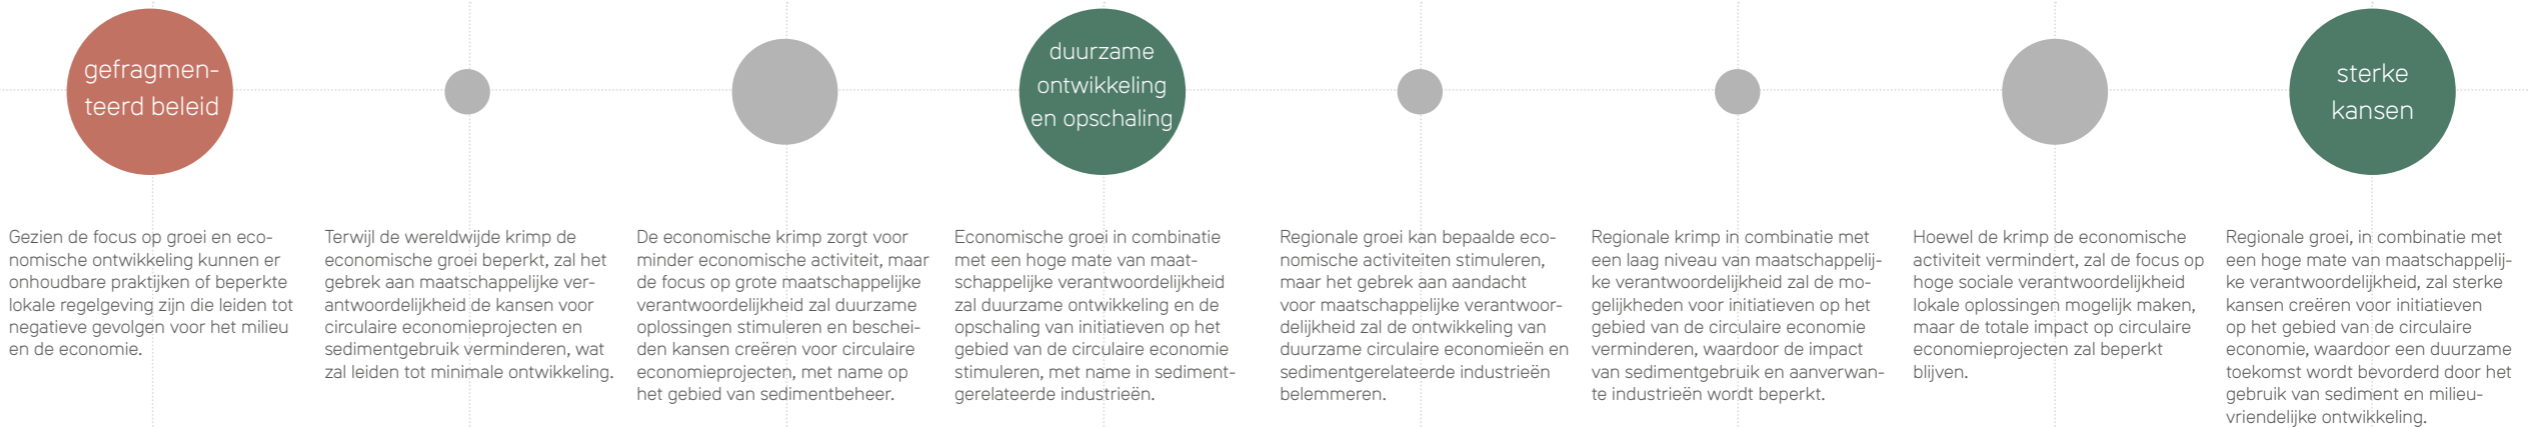 gefragmen-
teerd beleid
duurzame
ontwikkeling
en opschaling
sterke
kansen
Gezien de focus op groei en eco-
nomische ontwikkeling kunnen er
onhoudbare praktijken of beperkte
lokale regelgeving zijn die leiden tot
negatieve gevolgen voor het milieu
en de economie.
Terwijl de wereldwijde krimp de
economische groei beperkt, zal het
gebrek aan maatschappelijke ver-
antwoordelijkheid de kansen voor
circulaire economieprojecten en
sedimentgebruik verminderen, wat
zal leiden tot minimale ontwikkeling.
De economische krimp zorgt voor
minder economische activiteit, maar
de focus op grote maatschappelijke
verantwoordelijkheid zal duurzame
oplossingen stimuleren en beschei-
den kansen creëren voor circulaire
economieprojecten, met name op
het gebied van sedimentbeheer.
Economische groei in combinatie
met een hoge mate van maat-
schappelijke verantwoordelijkheid
zal duurzame ontwikkeling en de
opschaling van initiatieven op het
gebied van de circulaire economie
stimuleren, met name in sediment-
gerelateerde industrieën.
Regionale groei kan bepaalde eco-
nomische activiteiten stimuleren,
maar het gebrek aan aandacht
voor maatschappelijke verantwoor-
delijkheid zal de ontwikkeling van
duurzame circulaire economieën en
sedimentgerelateerde industrieën
belemmeren.
Regionale krimp in combinatie met
een laag niveau van maatschappelij-
ke verantwoordelijkheid zal de mo-
gelijkheden voor initiatieven op het
gebied van de circulaire economie
verminderen, waardoor de impact
van sedimentgebruik en aanverwan-
te industrieën wordt beperkt.
Hoewel de krimp de economische
activiteit vermindert, zal de focus op
hoge sociale verantwoordelijkheid
lokale oplossingen mogelijk maken,
maar de totale impact op circulaire
economieprojecten zal beperkt
blijven.
Regionale groei, in combinatie met
een hoge mate van maatschappelij-
ke verantwoordelijkheid, zal sterke
kansen creëren voor initiatieven
op het gebied van de circulaire
economie, waardoor een duurzame
toekomst wordt bevorderd door het
gebruik van sediment en milieu-
vriendelijke ontwikkeling.